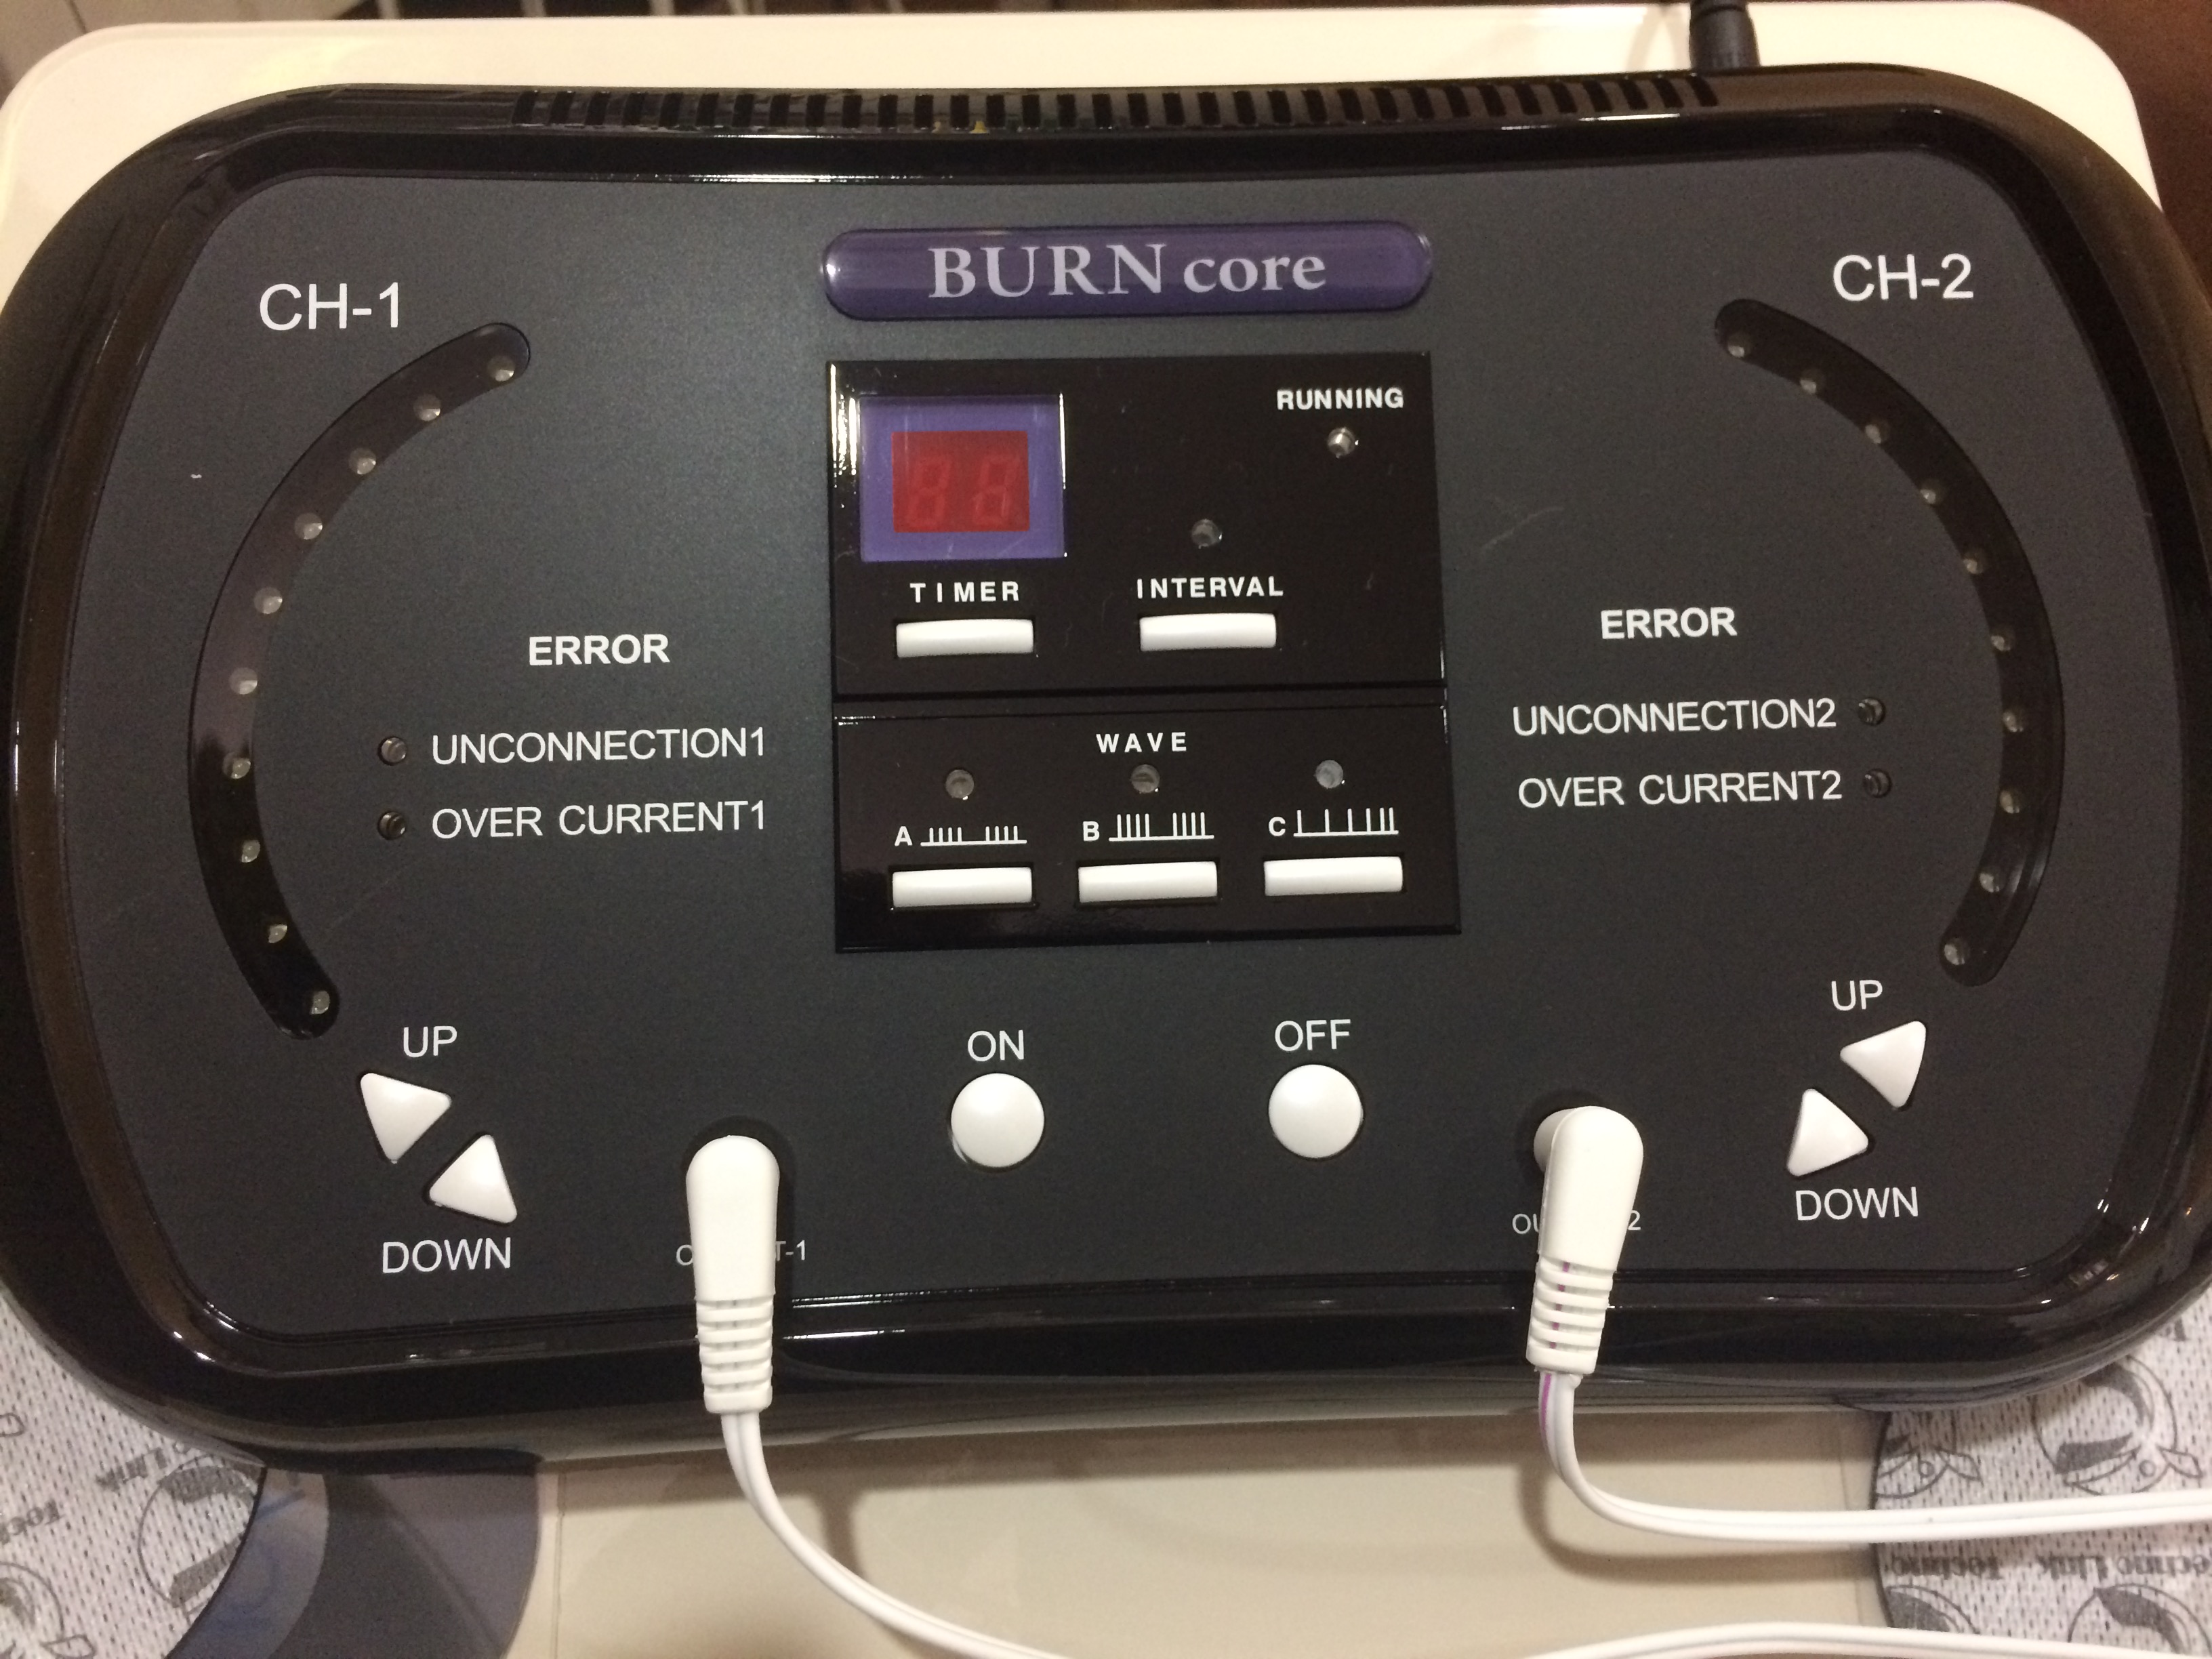 BURN core
CH-1
CH-2
RUNNING
TIMER
INTERVAL
ERROR
ERROR
UNCONNECTION1
OVER CURRENT1
WAVE
A
B
C
UNCONNECTION2
OVER CURRENT2
UP
DOWN
ON
OFF
UP
DOWN